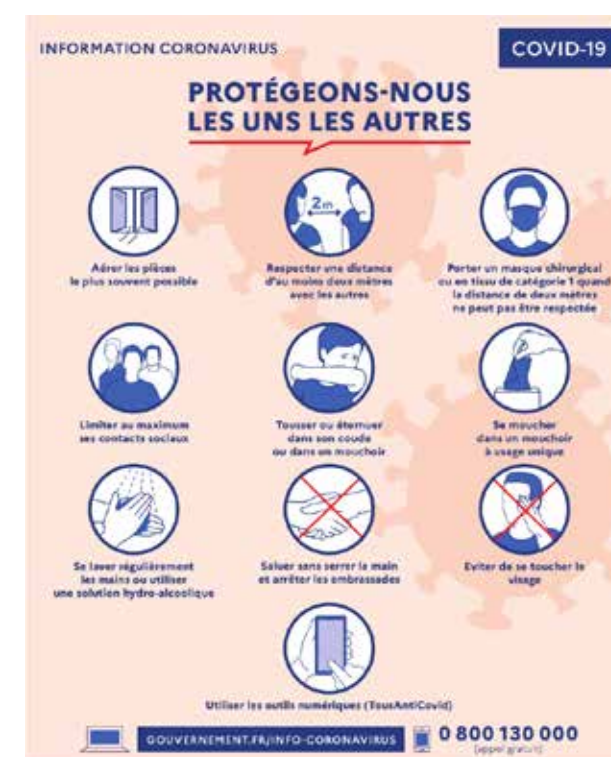 INFORMATION CORONAVIRUS
COVID-19
PROTÉGEONS-NOUS
LES UNS LES AUTRES
Aérer les pièces
le plus souvent possible
2m
Respecter une distance
d'au moins deux mètres
avec les autres
Porter un masque chirurgical
ou en tissu de catégorie 1 quand
la distance de deux mètres
ne peut pas être respectée
Limiter au maximum
ses contacts sociaux
Tousser ou éternuer
dans son coude
ou dans un mouchoir
Se moucher
dans un mouchoir
à usage unique
Se laver régulièrement
les mains ou utiliser
une solution hydro-alcoolique
Saluer sans serrer la main
et arrêter les embrassades
Eviter de se toucher le
visage
Utiliser les outils numériques (TousAntiCovid)
GOUVERNEMENT.FR/INFO-CORONAVIRUS
0 800 130 000
(appel gratuit)